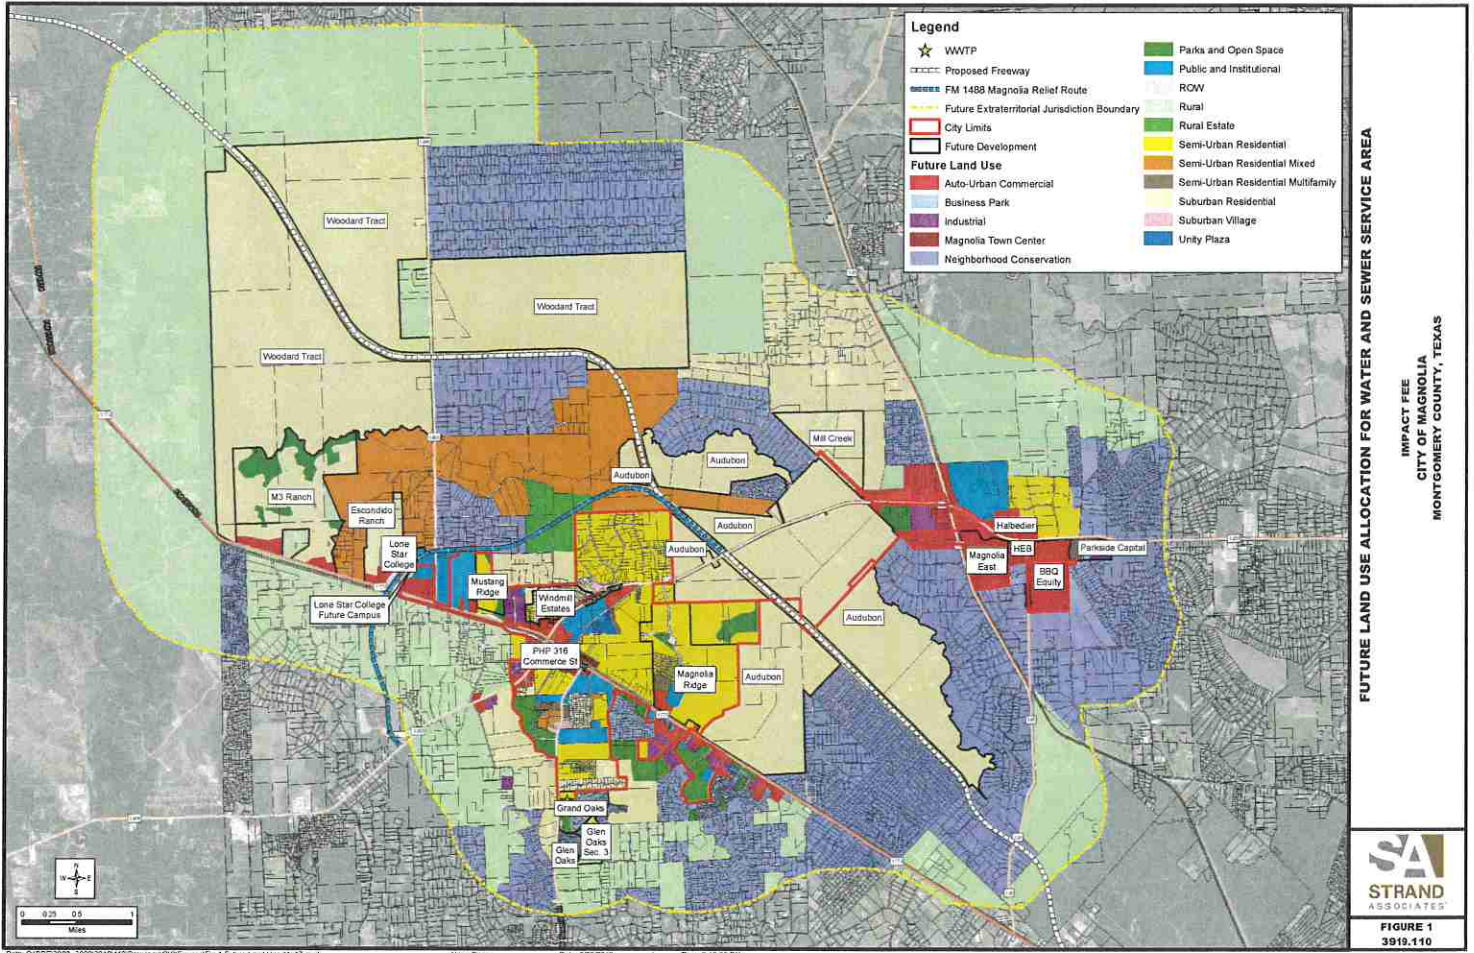 Legend
WWTP
Proposed Freeway
FM 1488 Magnolia Relief Route
Future Extraterritorial Jurisdiction Boundary
City Limits
Future Development
Future Land Use
Auto-Urban Commercial
Business Park
Industrial
Magnolia Town Center
Neighborhood Conservation
Parks and Open Space
Public and Institutional
ROW
Rural
Rural Estate
Semi-Urban Residential
Semi-Urban Residential Mixed
Semi-Urban Residential Multifamily
Suburban Residential
Suburban Village
Unity Plaza
Woodard Tract
Woodard Tract
Woodard Tract
Mill Creek
Audubon
Audubon
M3 Ranch
Escondido
Ranch
Audubon
Halbedier
Lone
Star
College
Audubon
HEB
Parkside Capital
Magnolia
East
BBQ
Equity
Mustang
Ridge
Windmill
Estates
Lone Star College
Future Campus
Audubon
PHP 316
Commerce St
Magnolia
Ridge
Audubon
Grand Oaks
Glen
Oaks
Sec. 3
Glen
Oaks
N
W
E
S
0 0.25 0.5 1
Miles
FUTURE LAND USE ALLOCATION FOR WATER AND SEWER SERVICE AREA
IMPACT FEE
CITY OF MAGNOLIA
MONTGOMERY COUNTY, TEXAS
SA
STRAND
ASSOCIATES
FIGURE 1
3919.110